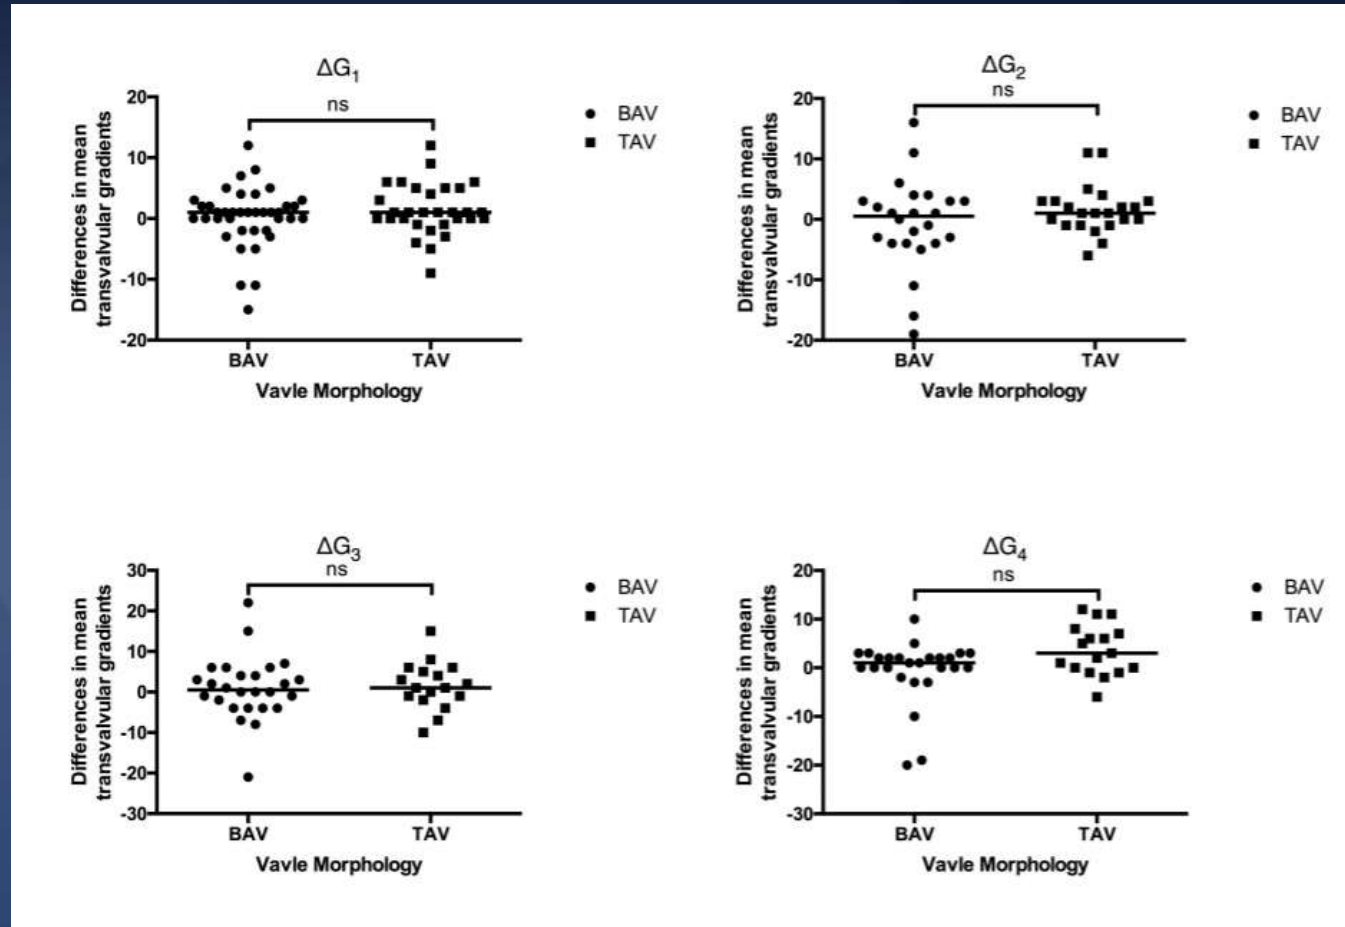 ΔG1
ns
Differences in mean
transvalvular gradients
20
10
0
-10
-20
BAV
TAV
Vavle Morphology
BAV
TAV
ΔG2
ns
Differences in mean
transvalvular gradients
20
10
0
-10
-20
BAV
TAV
Vavle Morphology
BAV
TAV
ΔG3
ns
Differences in mean
transvalvular gradients
30
20
10
0
-10
-20
-30
BAV
TAV
Vavle Morphology
BAV
TAV
ΔG4
ns
Differences in mean
transvalvular gradients
20
10
0
-10
-20
-30
BAV
TAV
Vavle Morphology
BAV
TAV